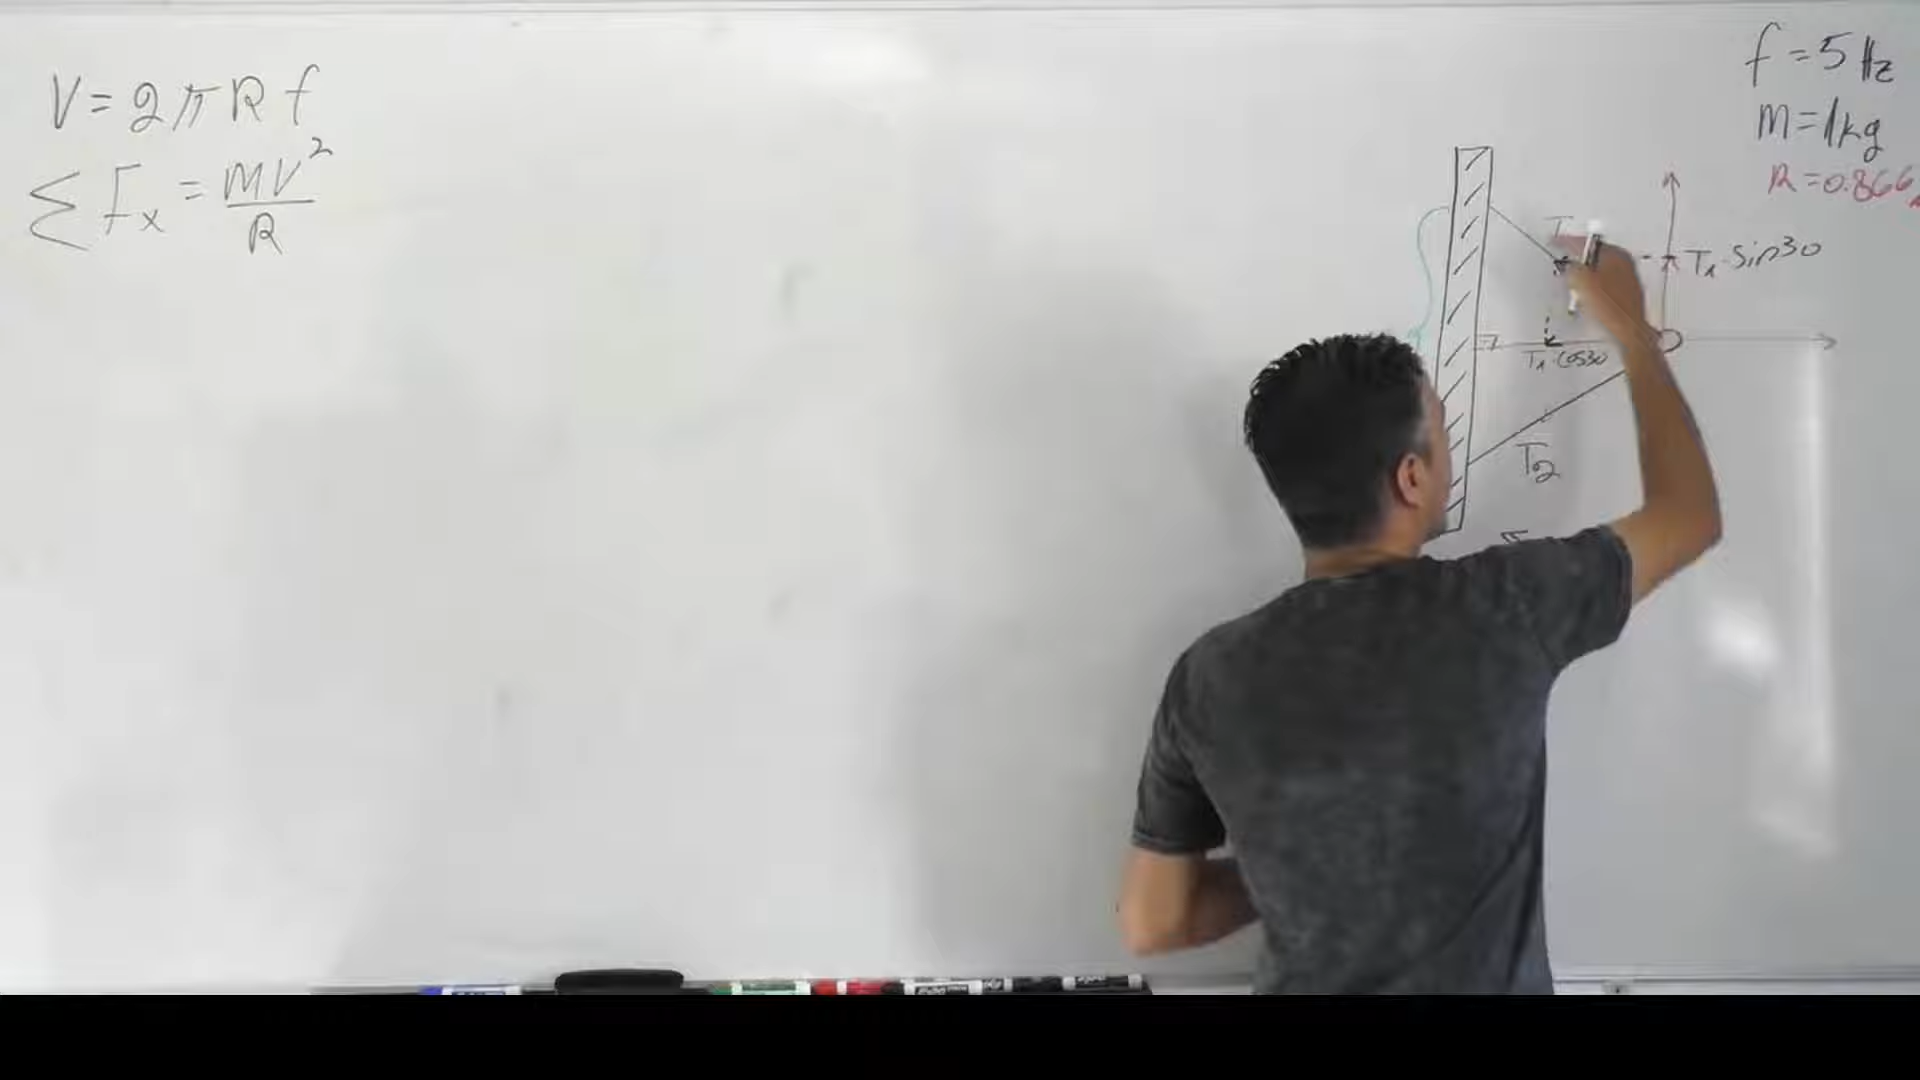 V = 2πRf
ΣFx = mV²/R
f = 5 Hz
m = 1kg
R = 0.866
T₁·Sin30
T₁·Cos30
T₂